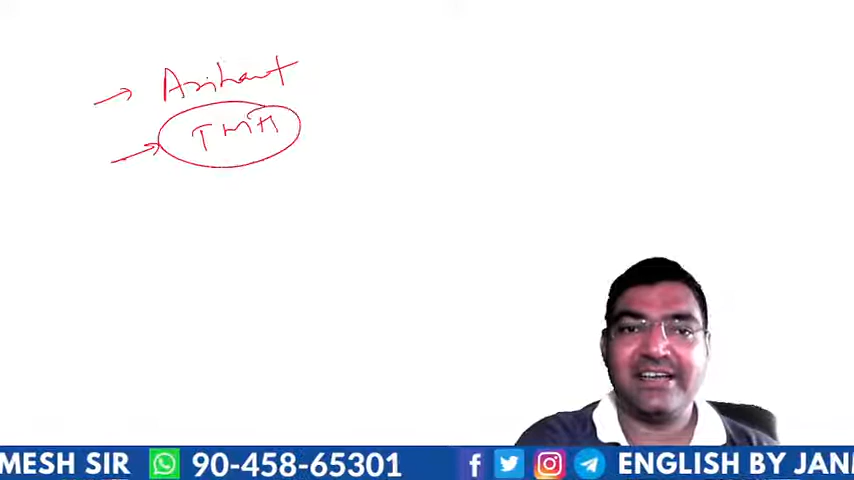 → Arihant
→ TMH
MESH SIR 90-458-65301 ENGLISH BY JAN